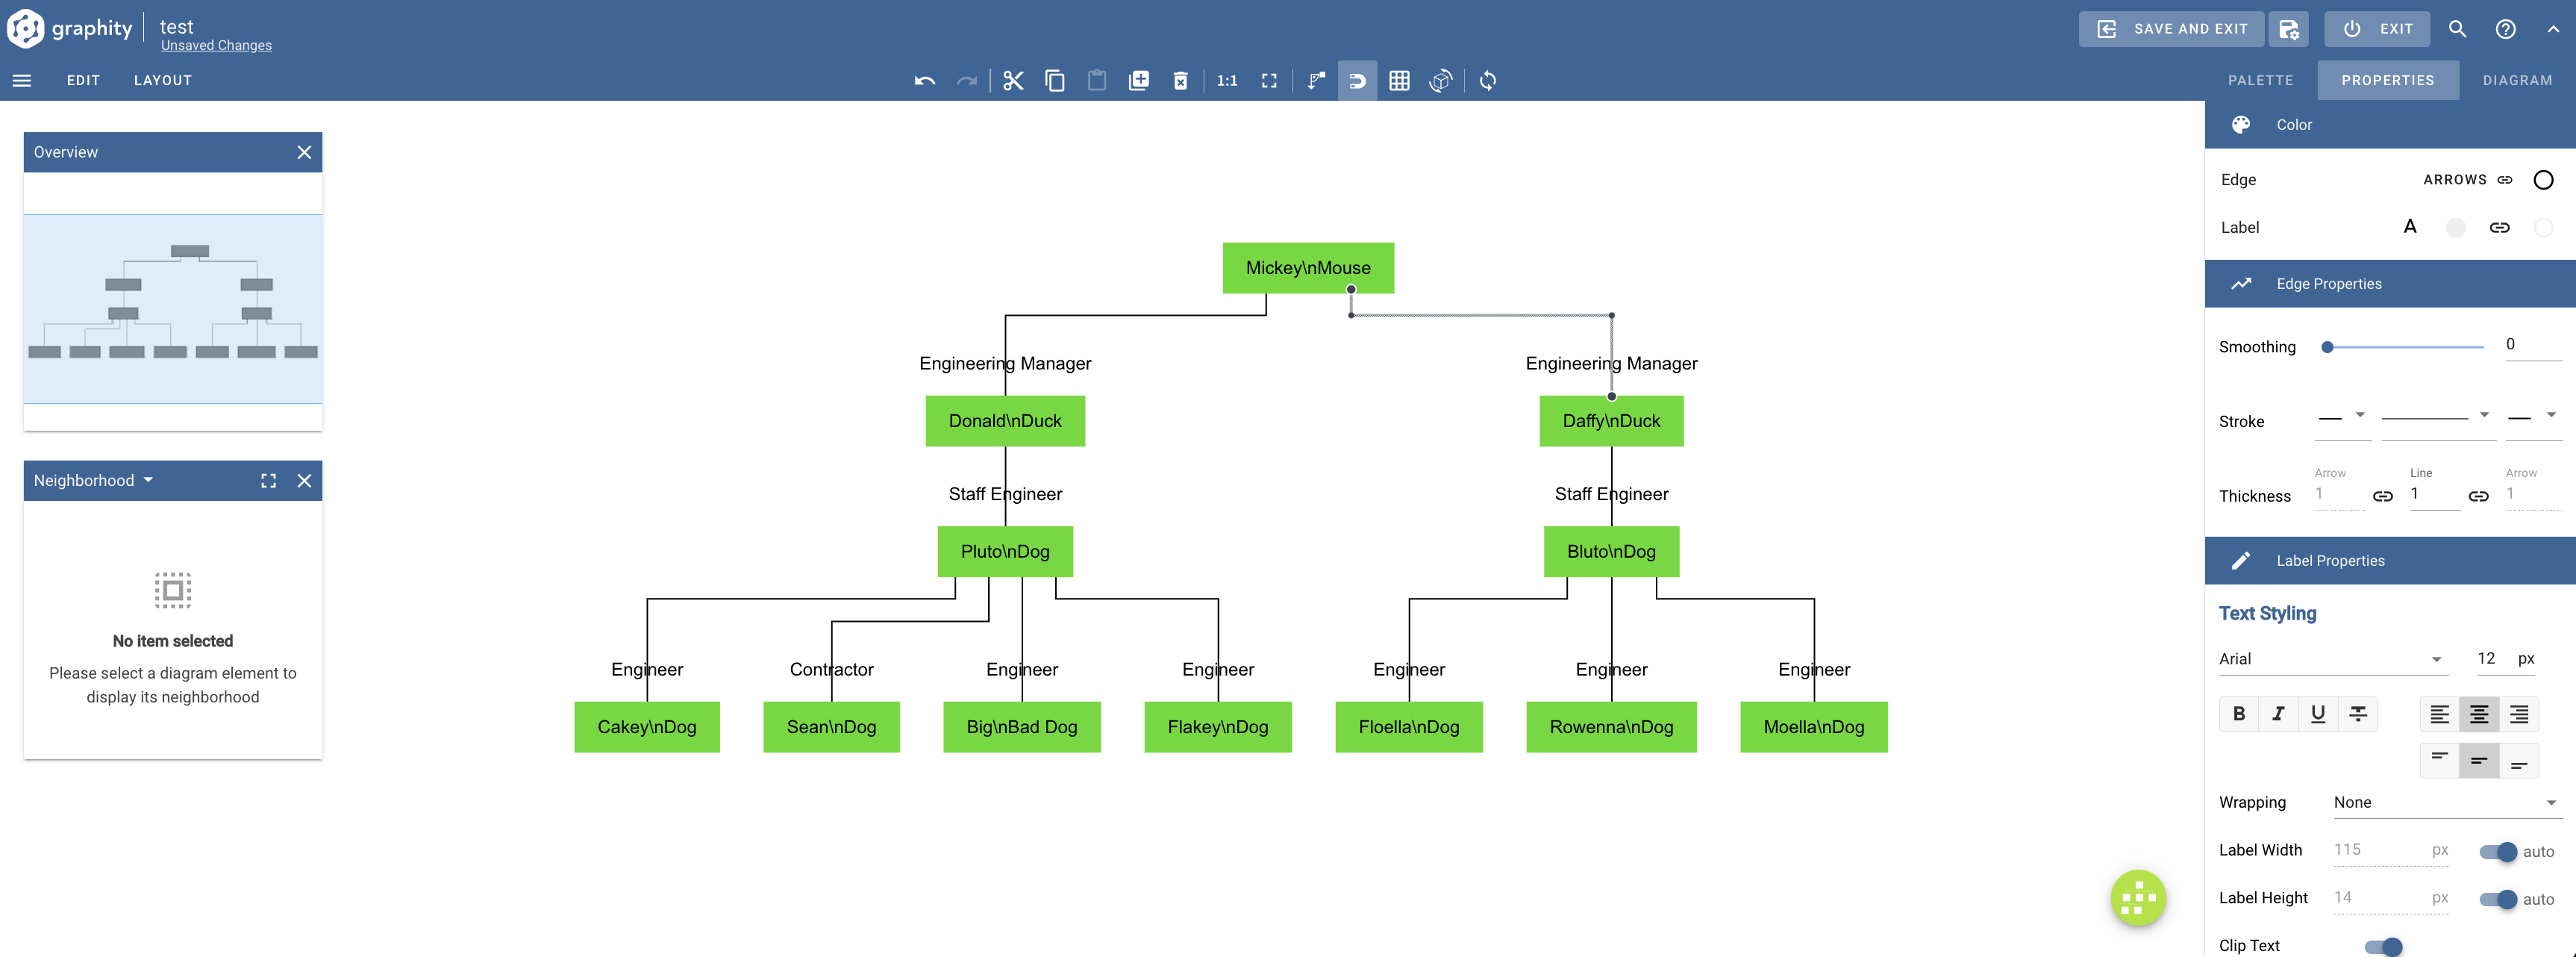 graphity
test
Unsaved Changes
SAVE AND EXIT
EXIT
EDIT
LAYOUT
1:1
PALETTE
PROPERTIES
DIAGRAM
Overview
Neighborhood
No item selected
Please select a diagram element to
display its neighborhood
Mickey\nMouse
Engineering Manager
Engineering Manager
Donald\nDuck
Daffy\nDuck
Staff Engineer
Staff Engineer
Pluto\nDog
Bluto\nDog
Engineer
Contractor
Engineer
Engineer
Engineer
Engineer
Engineer
Cakey\nDog
Sean\nDog
Big\nBad Dog
Flakey\nDog
Floella\nDog
Rowenna\nDog
Moella\nDog
Color
Edge
ARROWS
Label
A
Edge Properties
Smoothing
0
Stroke
Arrow
Line
Arrow
Thickness
1
1
1
Label Properties
Text Styling
Arial
12 px
B I U T
Wrapping
None
Label Width
115 px
auto
Label Height
14 px
auto
Clip Text